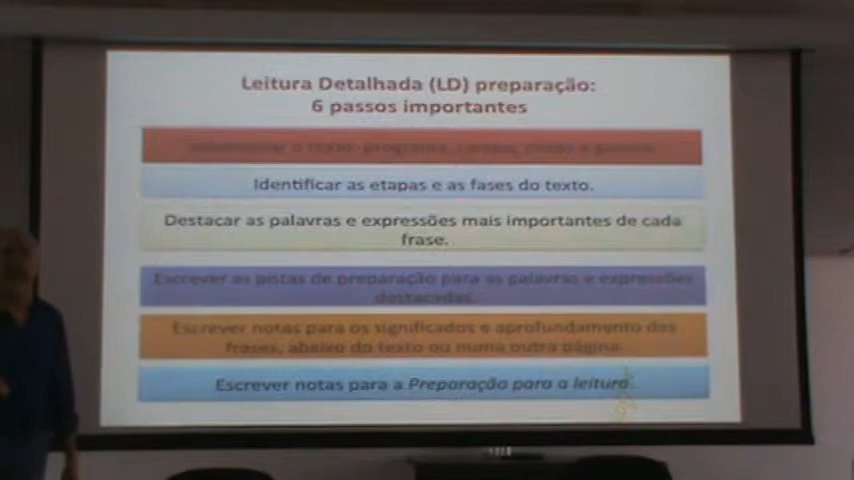 Leitura Detalhada (LD) preparação:
6 passos importantes
o texto: programa,
Identificar as etapas e as fases do texto.
Destacar as palavras e expressões mais importantes de cada
frase.
Escrever as pistas de preparação para as palavras e expressões
destacadas.
Escrever notas para os significados e aprofundamento das
frases, abaixo do texto ou numa outra página.
Escrever notas para a Preparação para a leitura.